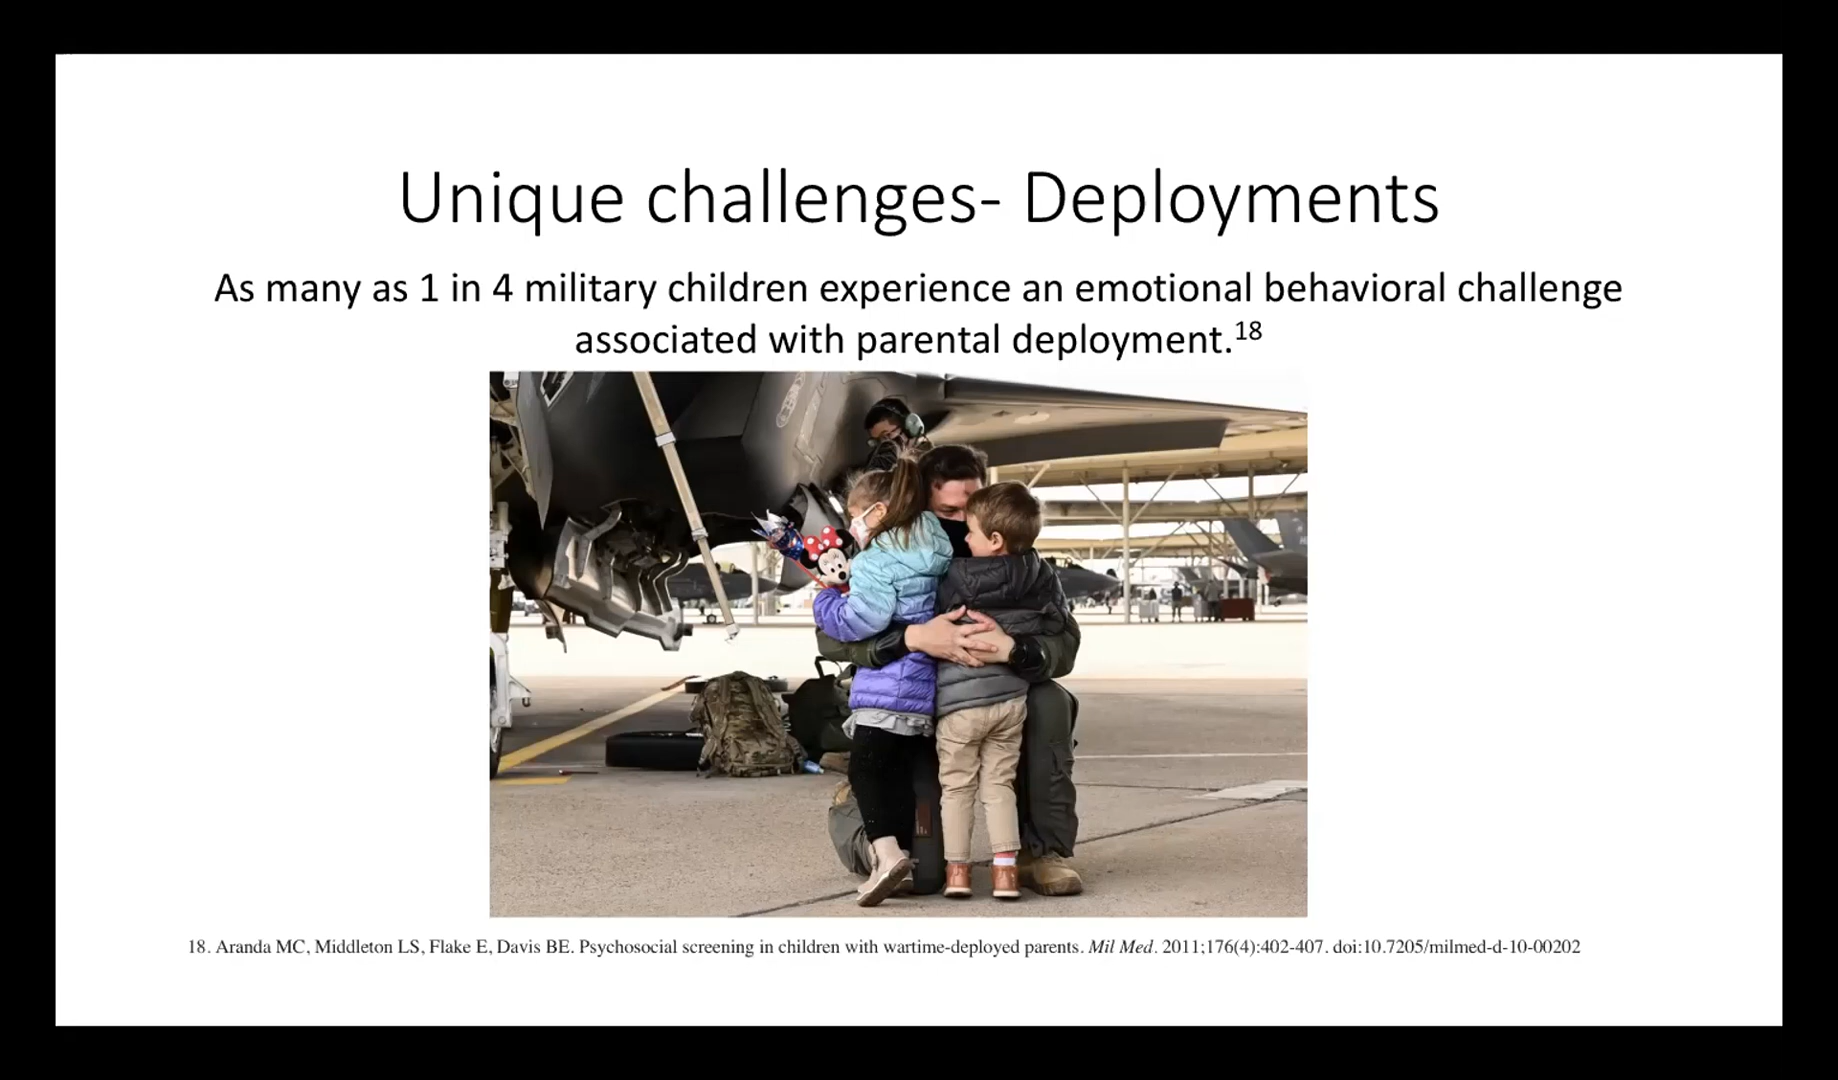 Unique challenges- Deployments
As many as 1 in 4 military children experience an emotional behavioral challenge
associated with parental deployment.18
18. Aranda MC, Middleton LS, Flake E, Davis BE. Psychosocial screening in children with wartime-deployed parents. Mil Med. 2011;176(4):402-407. doi:10.7205/milmed-d-10-00202